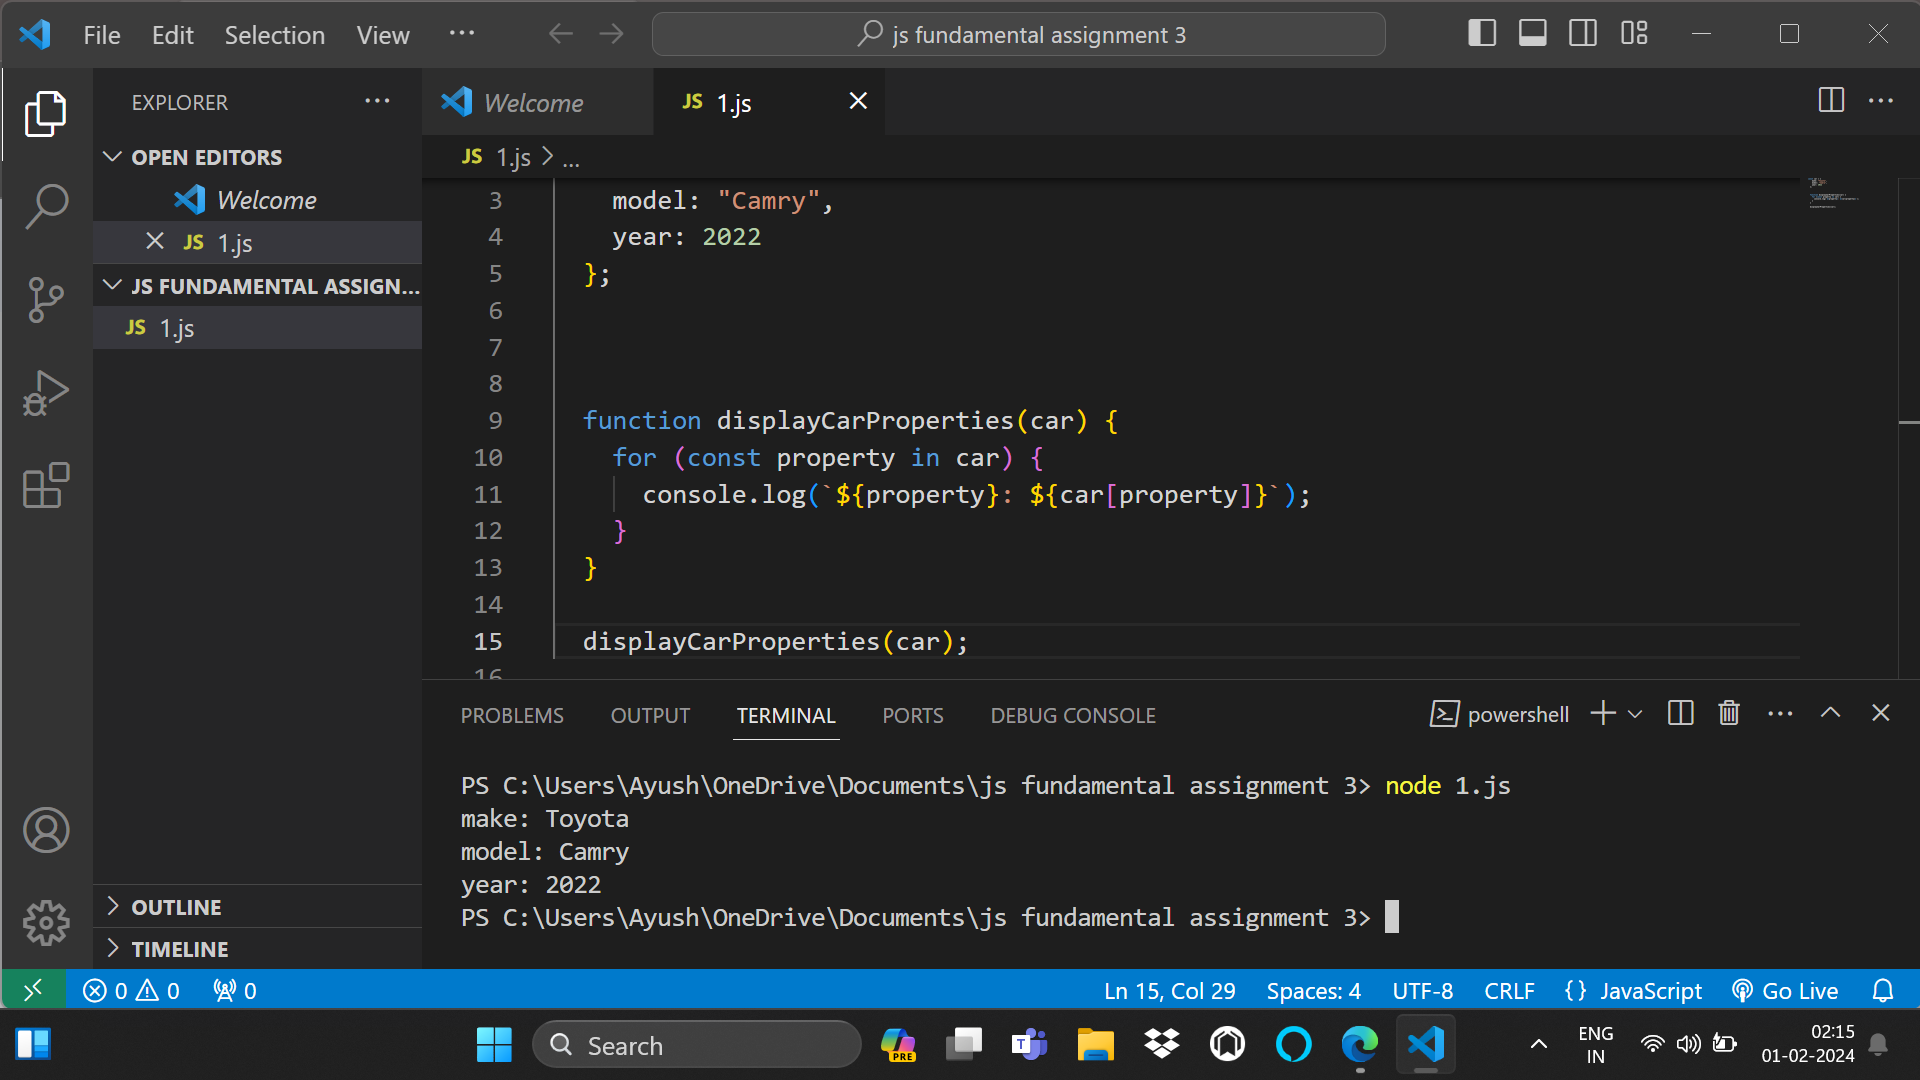 File Edit Selection View ... js fundamental assignment 3
EXPLORER ...
OPEN EDITORS
Welcome
JS 1.js
JS FUNDAMENTAL ASSIGN...
JS 1.js
OUTLINE
TIMELINE
Welcome JS 1.js
JS 1.js > ...
3 model: "Camry",
4 year: 2022
5 };
6
7
8
9 function displayCarProperties(car) {
10 for (const property in car) {
11 console.log(`${property}: ${car[property]}`);
12 }
13 }
14
15 displayCarProperties(car);
16
PROBLEMS OUTPUT TERMINAL PORTS DEBUG CONSOLE powershell
PS C:\Users\Ayush\OneDrive\Documents\js fundamental assignment 3> node 1.js
make: Toyota
model: Camry
year: 2022
PS C:\Users\Ayush\OneDrive\Documents\js fundamental assignment 3>
0 0 0 Ln 15, Col 29 Spaces: 4 UTF-8 CRLF {} JavaScript Go Live
Search PRE T ENG IN 02:15 01-02-2024